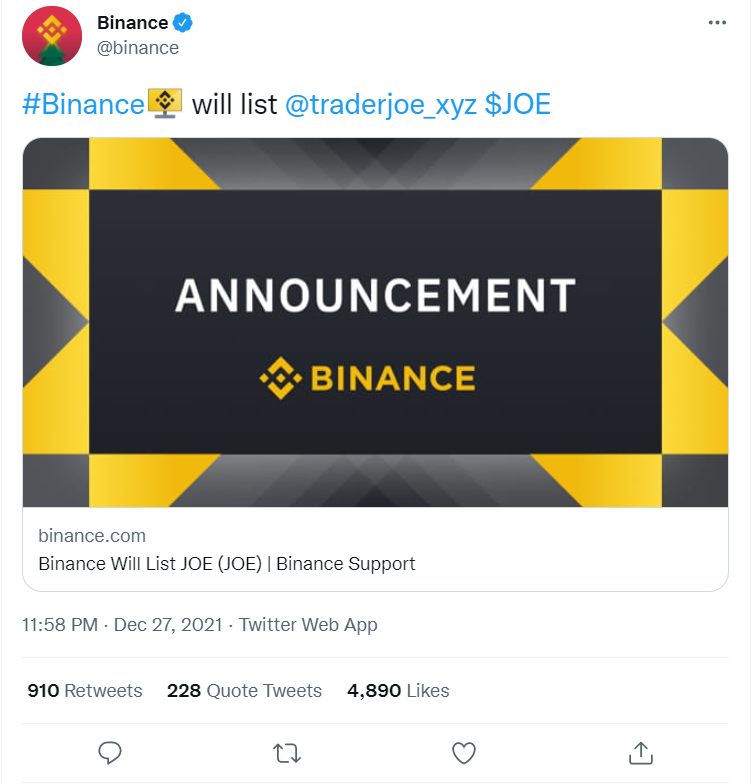 Binance
@binance
#Binance will list @traderjoe_xyz $JOE
ANNOUNCEMENT
BINANCE
binance.com
Binance Will List JOE (JOE) | Binance Support
11:58 PM · Dec 27, 2021 · Twitter Web App
910 Retweets 228 Quote Tweets 4,890 Likes